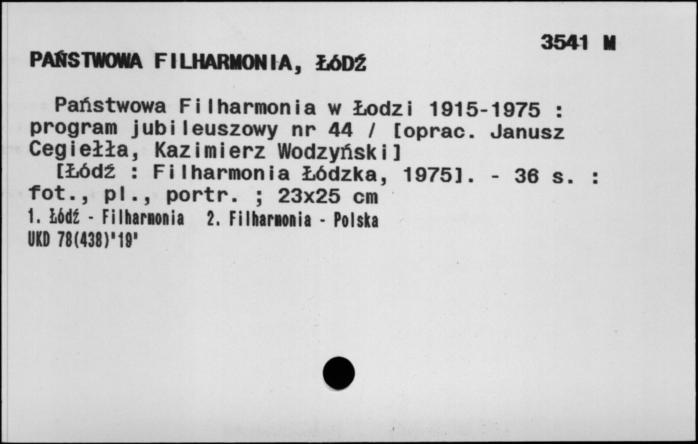 3541 M
PAŃSTWOWA FILHARMONIA, ŁÓDŹ
Państwowa Filharmonia w Łodzi 1915-1975 :
program jubileuszowy nr 44 / [oprac. Janusz
Cegiełła, Kazimierz Wodzyński]
[Łódź : Filharmonia Łódzka, 1975]. - 36 s. :
fot., pl., portr. ; 23x25 cm
1. Łódź - Filharmonia 2. Filharmonia - Polska
UKD 78(438)"19"